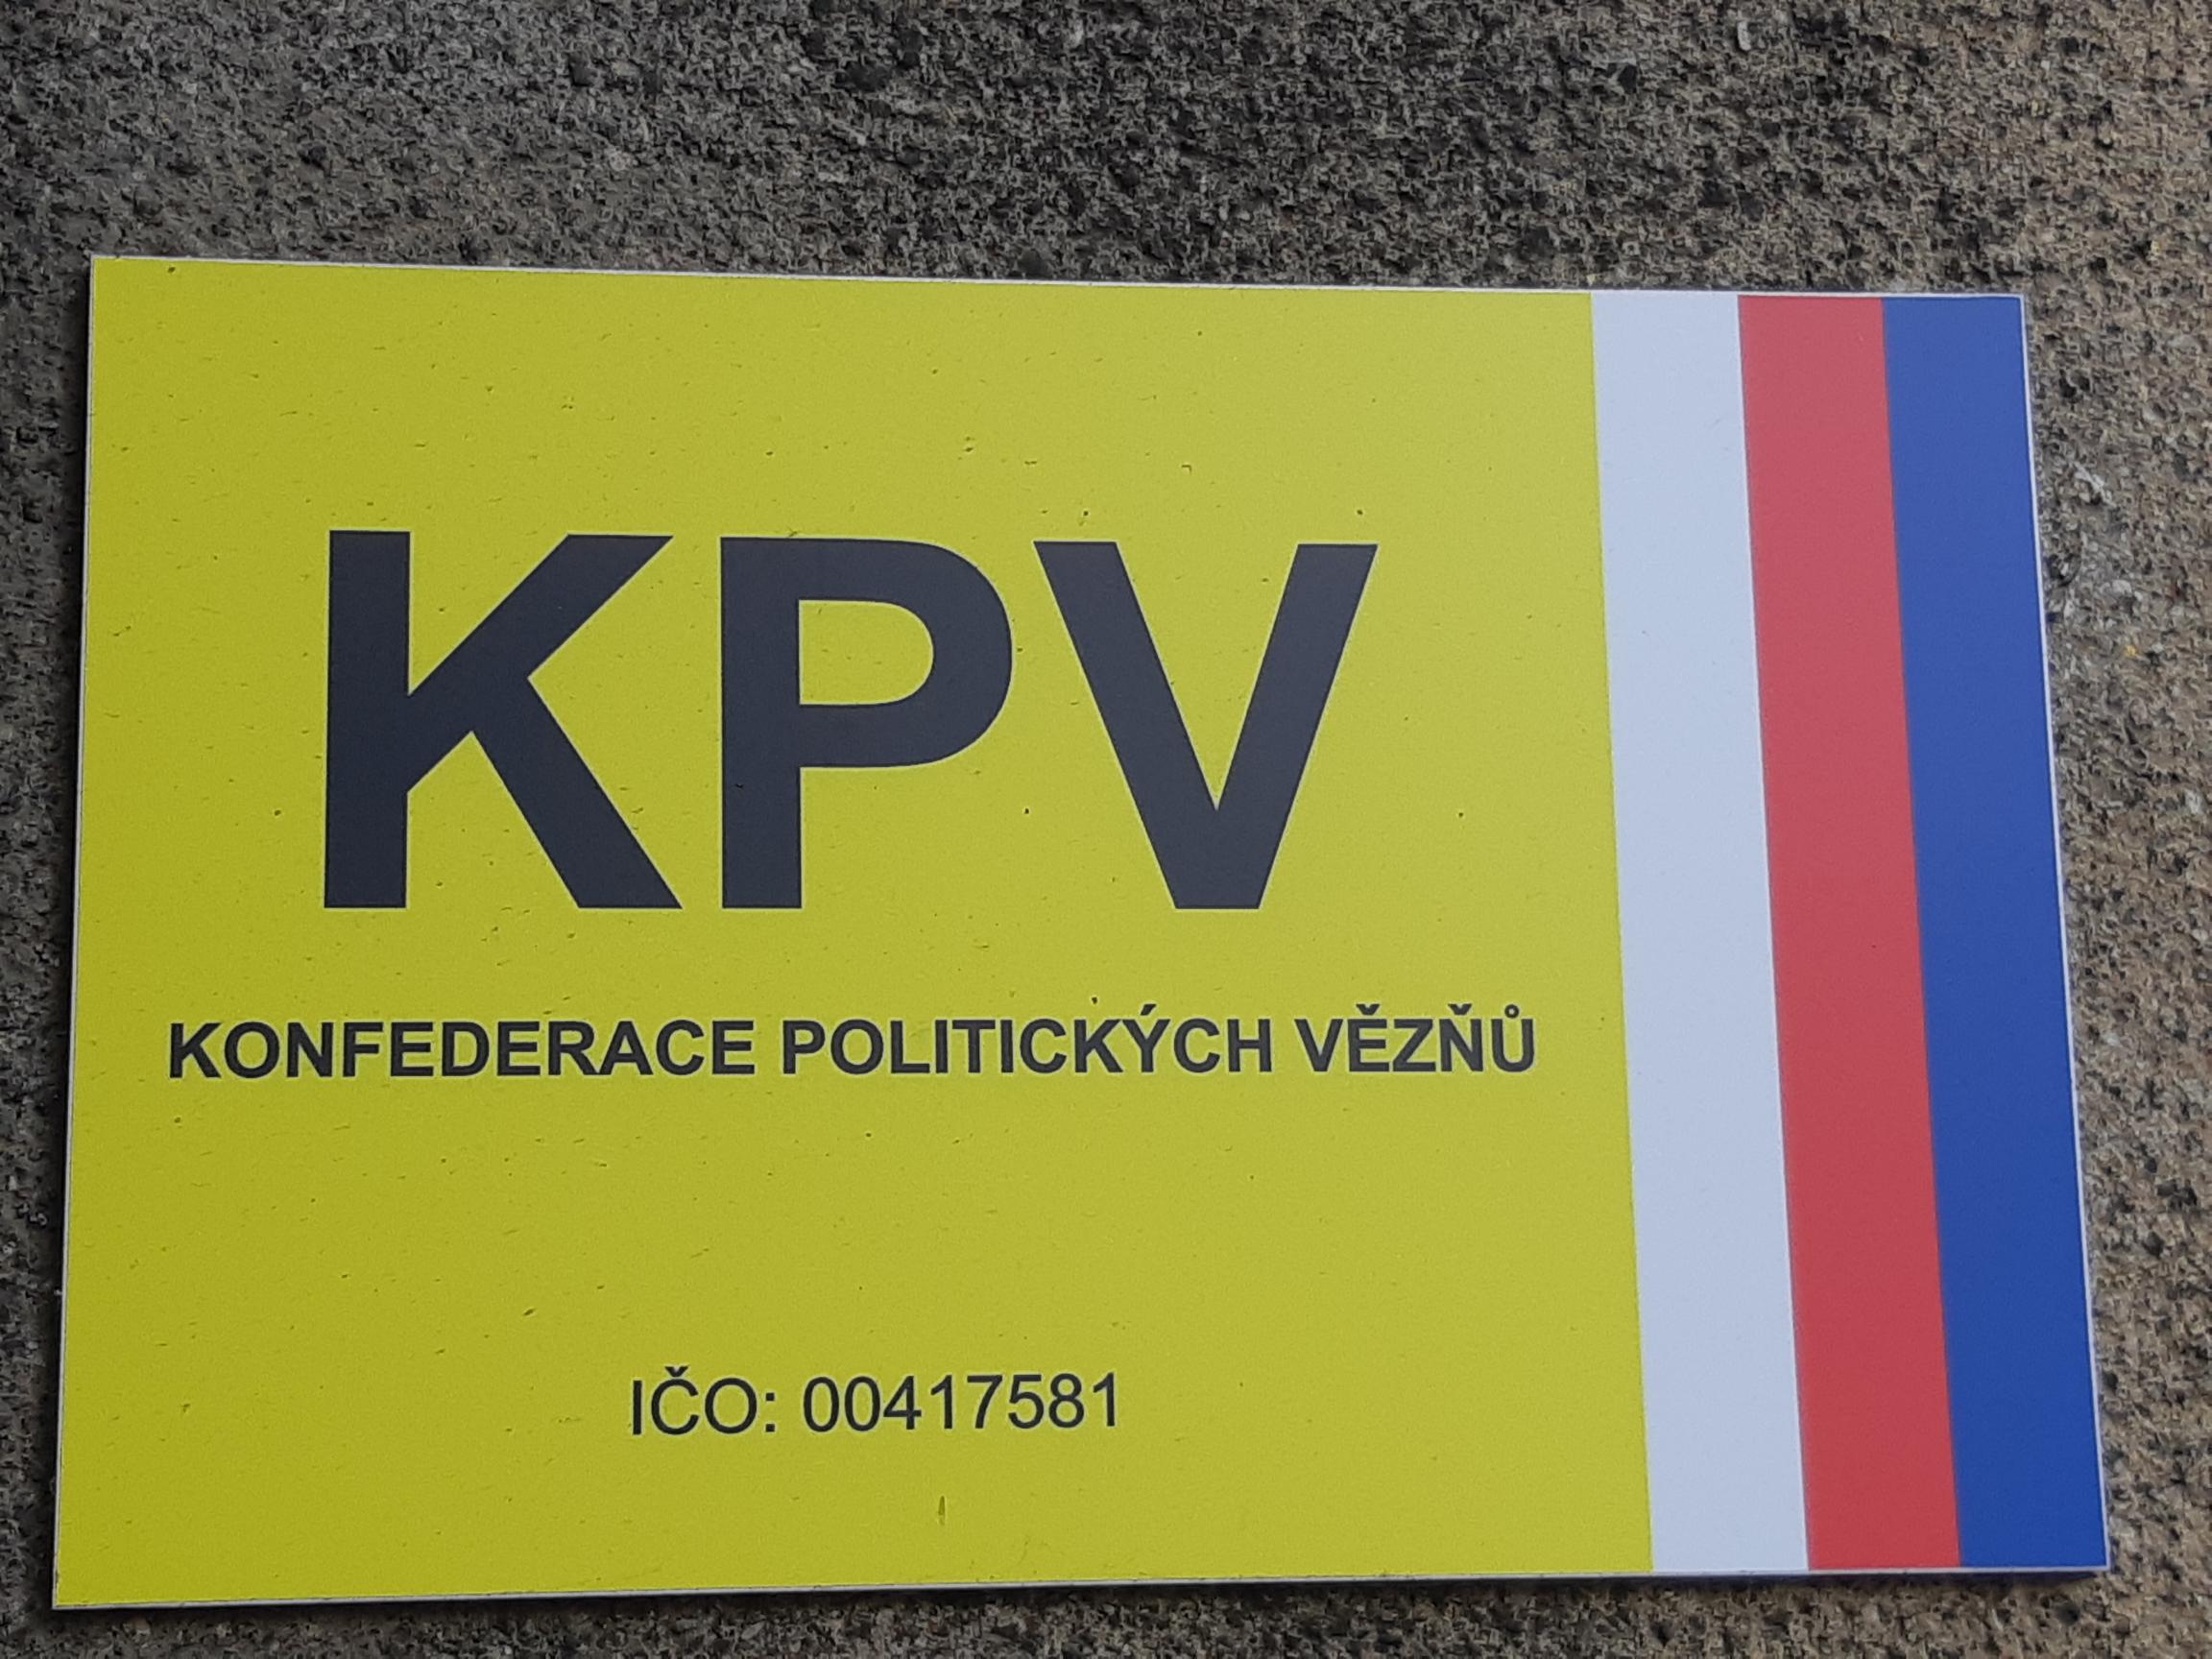 KPV
KONFEDERACE POLITICKÝCH VĚZŇŮ
IČO: 00417581